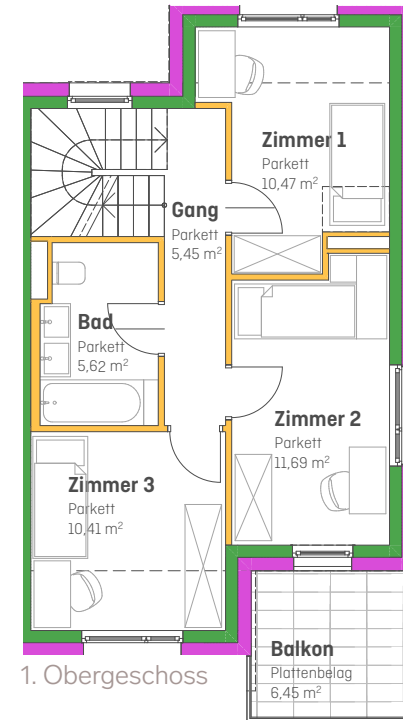 Zimmer 1
Parkett
10,47 m²
Gang
Parkett
5,45 m²
Bad
Parkett
5,62 m²
Zimmer 2
Parkett
11,69 m²
Zimmer 3
Parkett
10,41 m²
Balkon
Plattenbelag
6,45 m²
1. Obergeschoss